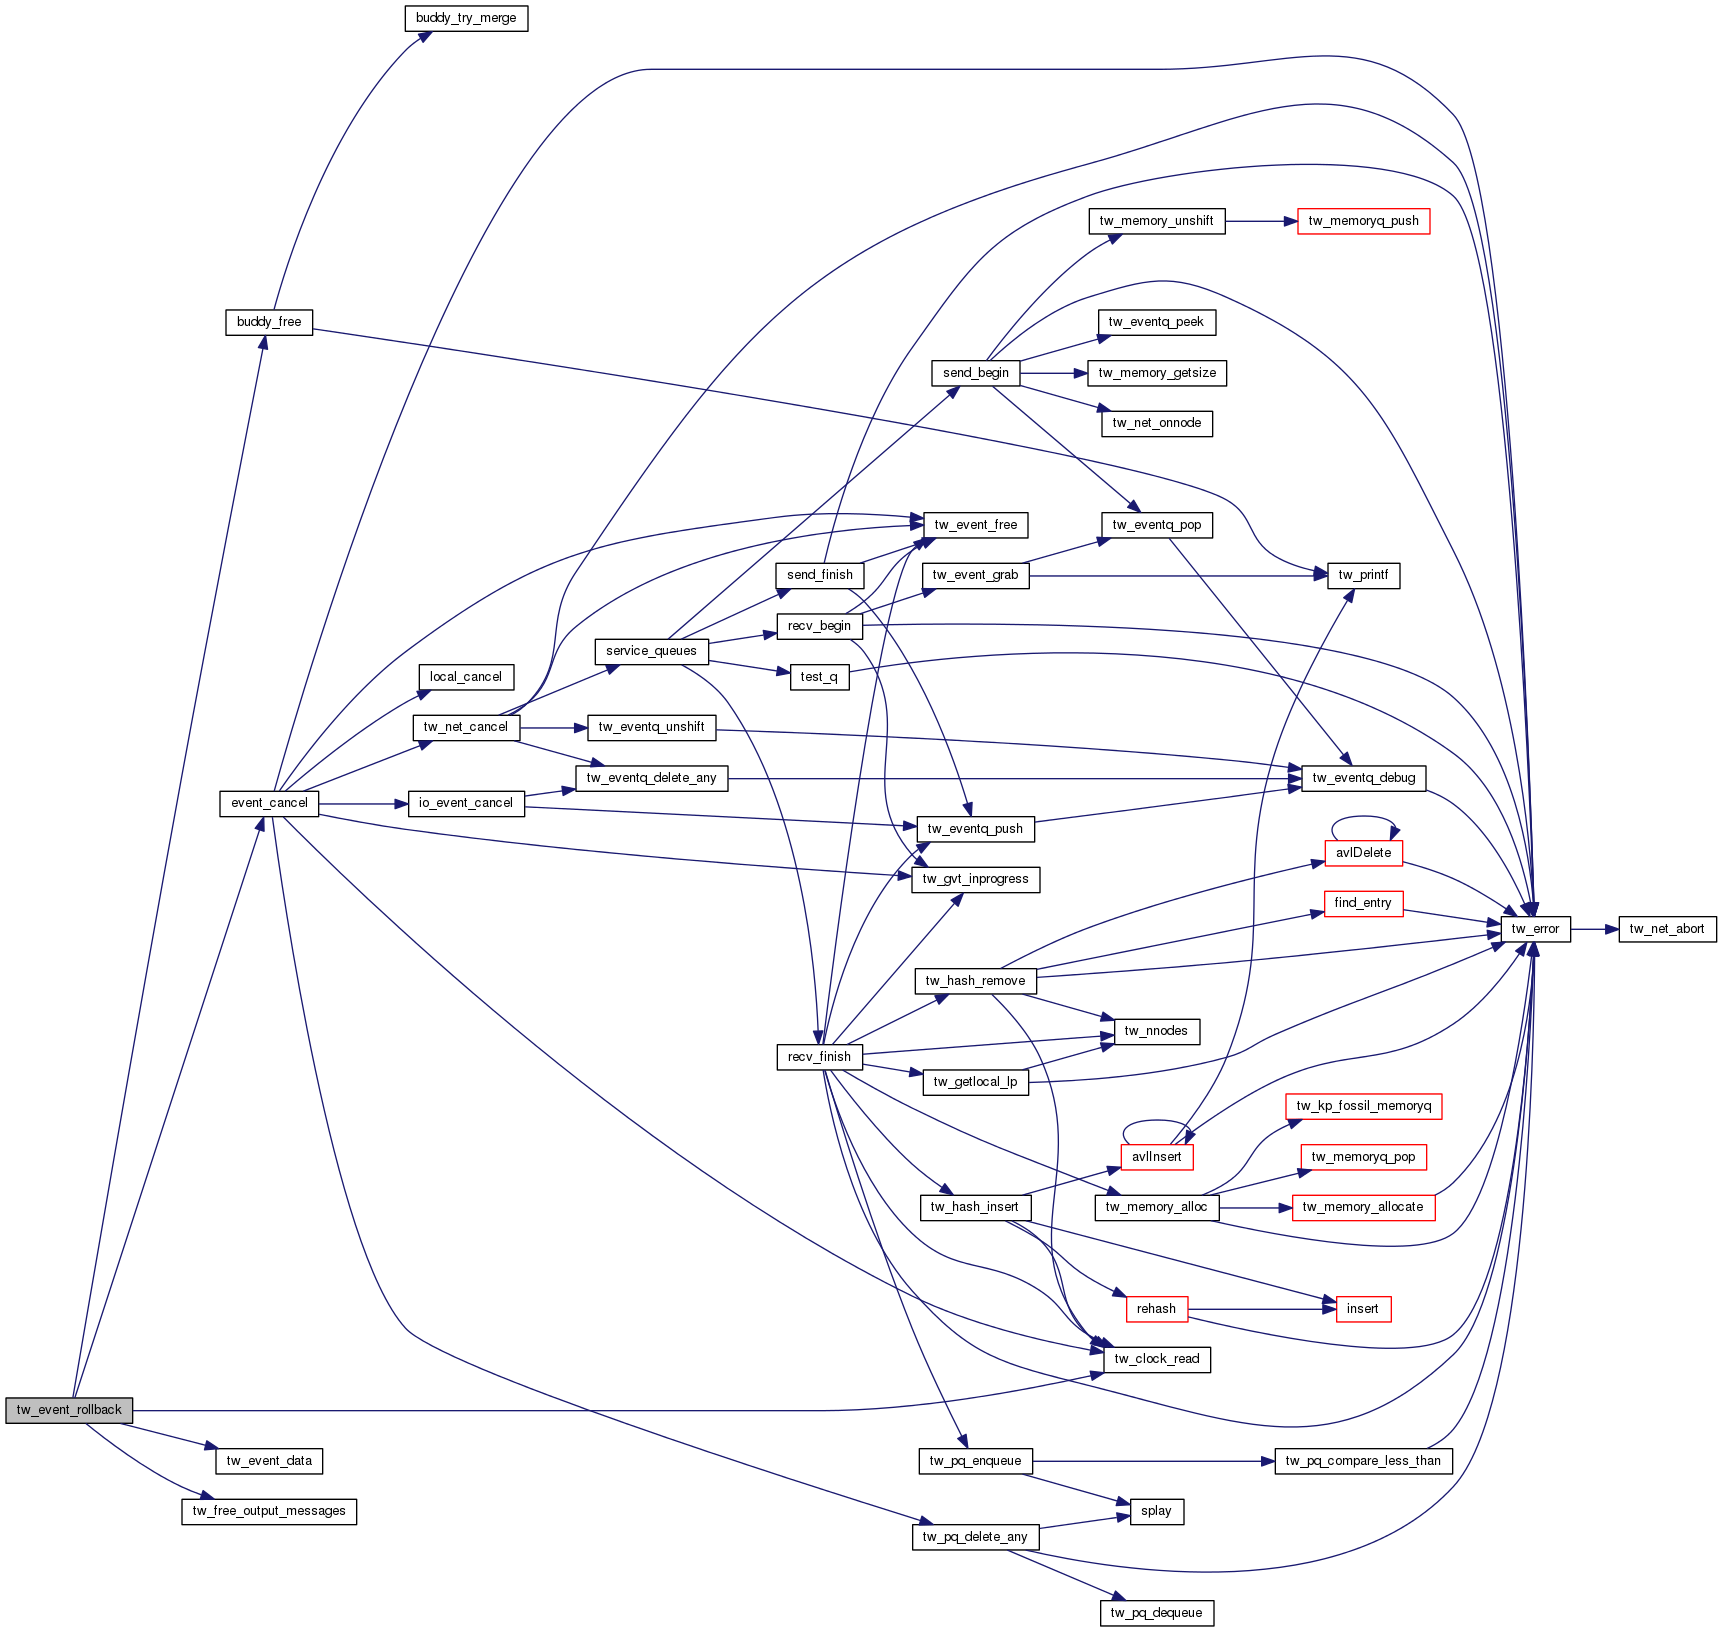 buddy_try_merge
tw_memory_unshift
tw_memoryq_push
buddy_free
tw_eventq_peek
send_begin
tw_memory_getsize
tw_net_onnode
tw_event_free
tw_eventq_pop
send_finish
tw_event_grab
tw_printf
recv_begin
service_queues
local_cancel
test_q
tw_net_cancel
tw_eventq_unshift
tw_eventq_delete_any
tw_eventq_debug
event_cancel
io_event_cancel
tw_eventq_push
avlDelete
tw_gvt_inprogress
find_entry
tw_error
tw_net_abort
tw_hash_remove
tw_nnodes
recv_finish
tw_getlocal_lp
tw_kp_fossil_memoryq
avlInsert
tw_memoryq_pop
tw_hash_insert
tw_memory_alloc
tw_memory_allocate
rehash
insert
tw_clock_read
tw_event_rollback
tw_event_data
tw_pq_enqueue
tw_pq_compare_less_than
tw_free_output_messages
splay
tw_pq_delete_any
tw_pq_dequeue